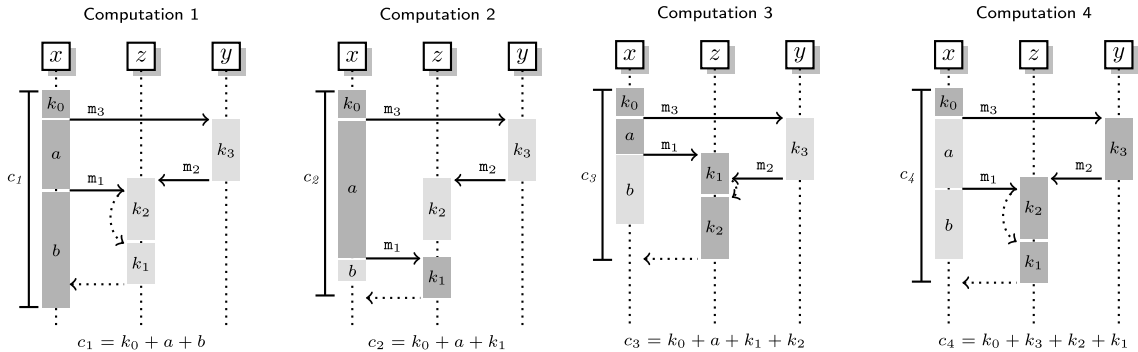 Computation 1
x z y
k₀
m₃
a
k₃
c₁
m₂
m₁
k₂
b
k₁
c₁ = k₀ + a + b
Computation 2
x z y
k₀
m₃
k₃
c₂
a
m₂
k₂
m₁
b
k₁
c₂ = k₀ + a + k₁
Computation 3
x z y
k₀
m₃
a
k₃
m₁
c₃
k₁
m₂
b
k₂
c₃ = k₀ + a + k₁ + k₂
Computation 4
x z y
k₀
m₃
a
k₃
c₄
m₂
m₁
k₂
b
k₁
c₄ = k₀ + k₃ + k₂ + k₁